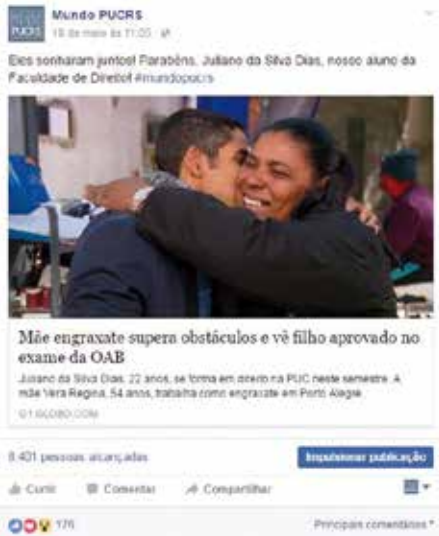 PUCRS
Mundo PUCRS
18 de maio às 11:05
Eles sonharam juntos! Parabéns, Juliano da Silva Dias, nosso aluno da
Faculdade de Direito! #mundopucrs
Mãe engraxate supera obstáculos e vê filho aprovado no
exame da OAB
Juliano da Silva Dias, 22 anos, se forma em direito na PUC neste semestre. A
mãe Vera Regina, 54 anos, trabalha como engraxate em Porto Alegre
G1.GLOBO.COM
8.401 pessoas alcançadas
Impulsionar publicação
Curtir Comentar Compartilhar
176 Principais comentários